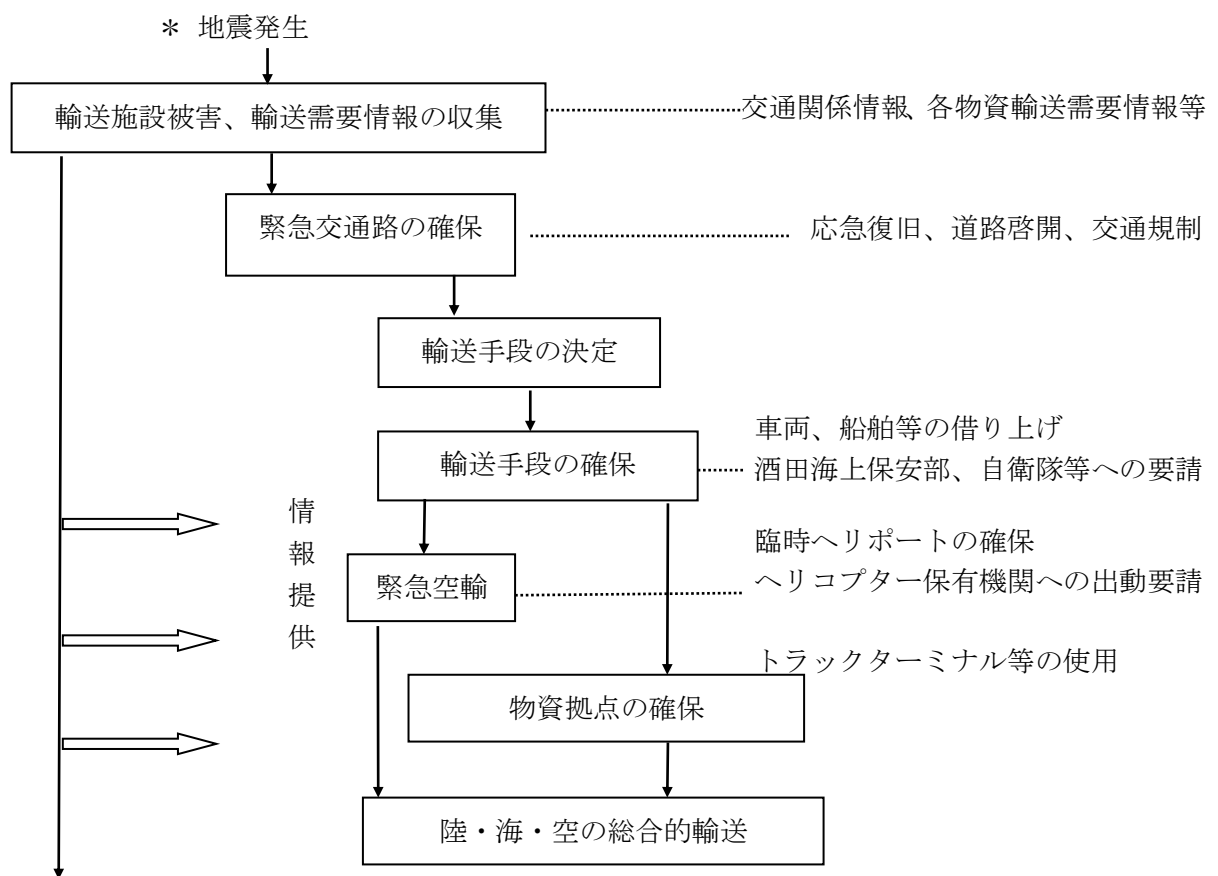 ＊ 地震発生
輸送施設被害、輸送需要情報の収集
交通関係情報、各物資輸送需要情報等
緊急交通路の確保
応急復旧、道路啓開、交通規制
輸送手段の決定
車両、船舶等の借り上げ
輸送手段の確保
酒田海上保安部、自衛隊等への要請
情報提供
臨時ヘリポートの確保
緊急空輸
ヘリコプター保有機関への出動要請
トラックターミナル等の使用
物資拠点の確保
陸・海・空の総合的輸送